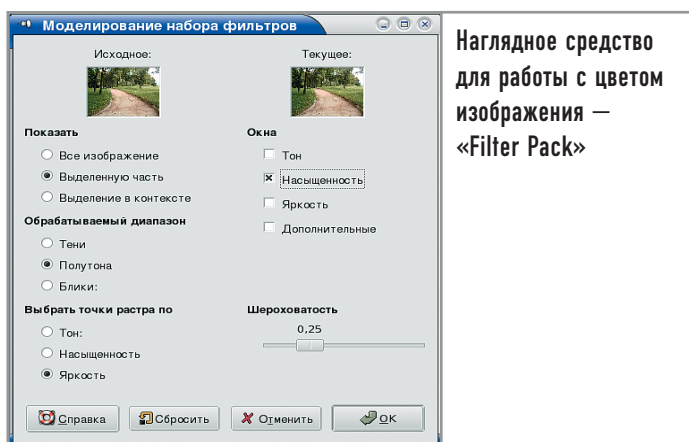 Моделирование набора фильтров
Исходное:
Текущее:
Показать
Все изображение
Выделенную часть
Выделение в контексте
Обрабатываемый диапазон
Тени
Полутона
Блики:
Выбрать точки растра по
Тон:
Насыщенность
Яркость
Окна
Тон
Насыщенность
Яркость
Дополнительные
Шероховатость
0,25
Справка
Сбросить
Отменить
OK
Наглядное средство
для работы с цветом
изображения —
«Filter Pack»